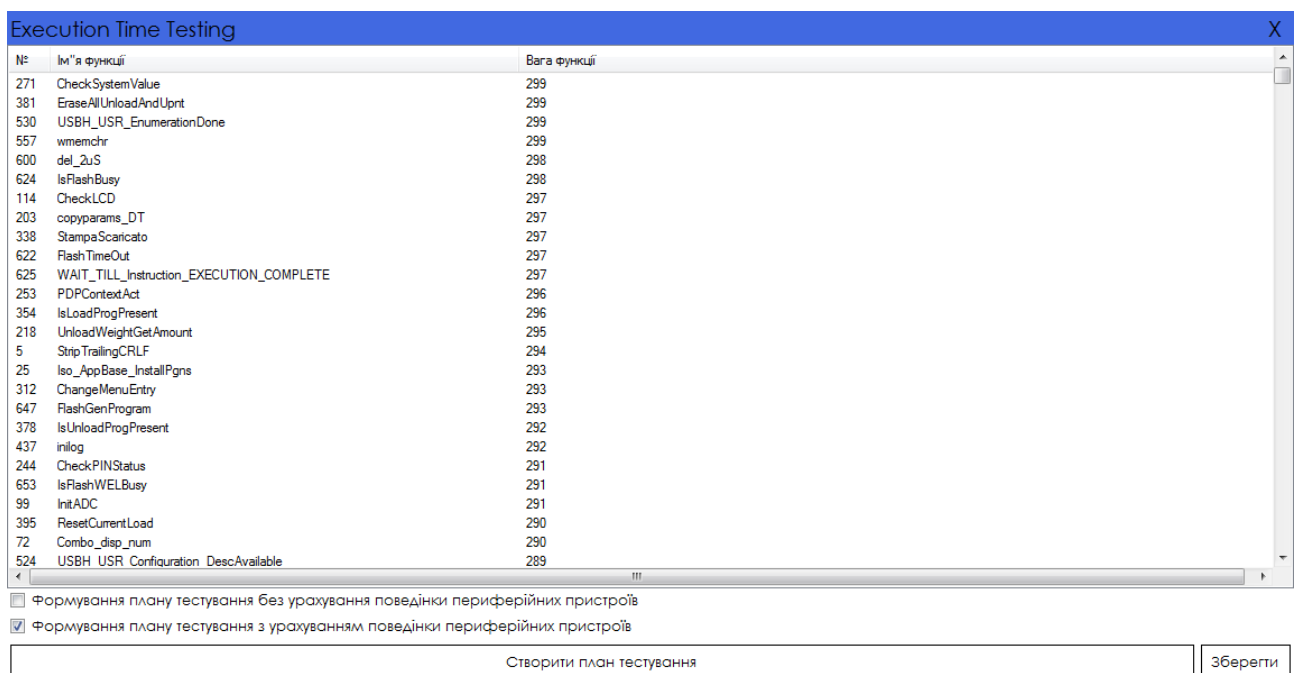 Execution Time Testing X
№ Ім"я функції Вага функції
271 CheckSystemValue 299
381 EraseAllUnloadAndUpnt 299
530 USBH_USR_EnumerationDone 299
557 wmemchr 299
600 del_2uS 298
624 IsFlashBusy 298
114 CheckLCD 297
203 copyparams_DT 297
338 StampaScaricato 297
622 FlashTimeOut 297
625 WAIT_TILL_Instruction_EXECUTION_COMPLETE 297
253 PDPContextAct 296
354 IsLoadProgPresent 296
218 UnloadWeightGetAmount 295
5 StripTrailingCRLF 294
25 Iso_AppBase_InstallPgns 293
312 ChangeMenuEntry 293
647 FlashGenProgram 293
378 IsUnloadProgPresent 292
437 inilog 292
244 CheckPINStatus 291
653 IsFlashWELBusy 291
99 InitADC 291
395 ResetCurrentLoad 290
72 Combo_disp_num 290
524 USBH_USR_Configuration_DescAvailable 289
Формування плану тестування без урахування поведінки периферійних пристроїв
Формування плану тестування з урахуванням поведінки периферійних пристроїв
Створити план тестування Зберегти